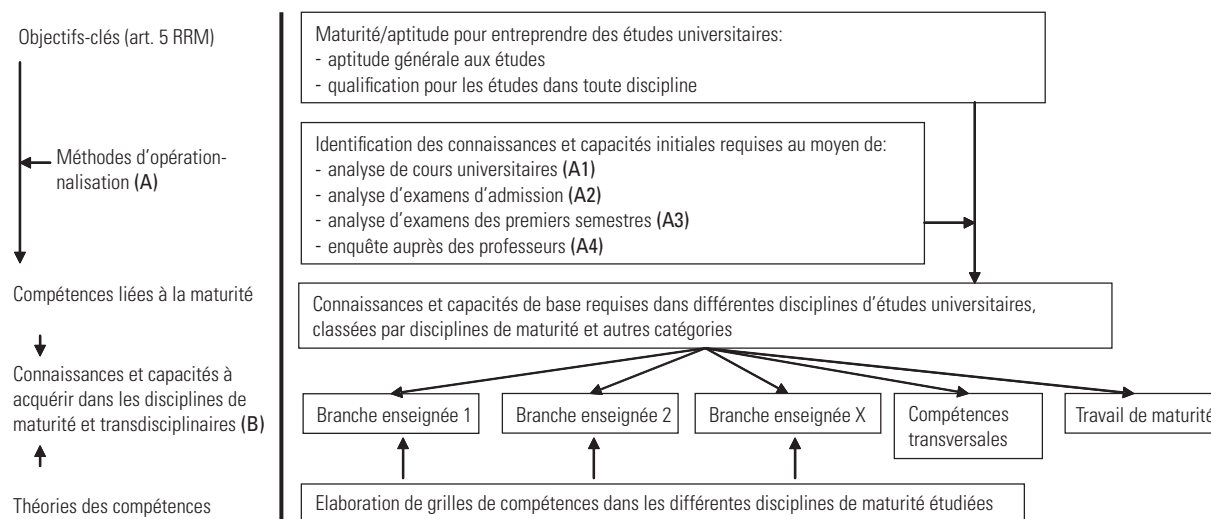 Objectifs-clés (art. 5 RRM)
Méthodes d'opération-
nalisation (A)
Compétences liées à la maturité
Connaissances et capacités à
acquérir dans les disciplines de
maturité et transdisciplinaires (B)
Théories des compétences
Maturité/aptitude pour entreprendre des études universitaires:
- aptitude générale aux études
- qualification pour les études dans toute discipline
Identification des connaissances et capacités initiales requises au moyen de:
- analyse de cours universitaires (A1)
- analyse d'examens d'admission (A2)
- analyse d'examens des premiers semestres (A3)
- enquête auprès des professeurs (A4)
Connaissances et capacités de base requises dans différentes disciplines d'études universitaires,
classées par disciplines de maturité et autres catégories
Branche enseignée 1
Branche enseignée 2
Branche enseignée X
Compétences
transversales
Travail de maturité
Elaboration de grilles de compétences dans les différentes disciplines de maturité étudiées